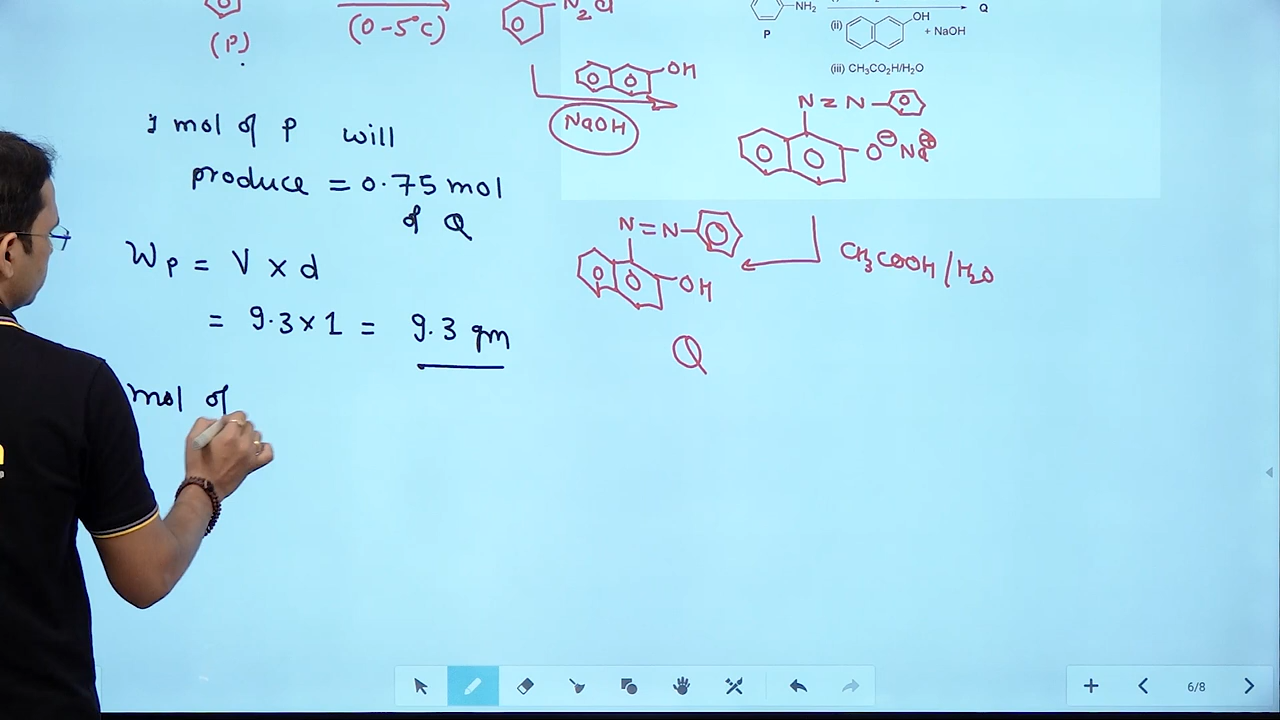 N₂Cl
(P)
(0-5°C)
NH₂
Q
P
(ii)
OH
+ NaOH
(iii) CH₃CO₂H/H₂O
OH
NaOH
N = N
O⊖ Na⊕
1 mol of P will
produce = 0.75 mol
of Q
Wp = V × d
= 9.3 × 1 = 9.3 gm
mol of
N = N
OH
CH₃COOH / H₂O
Q
6/8